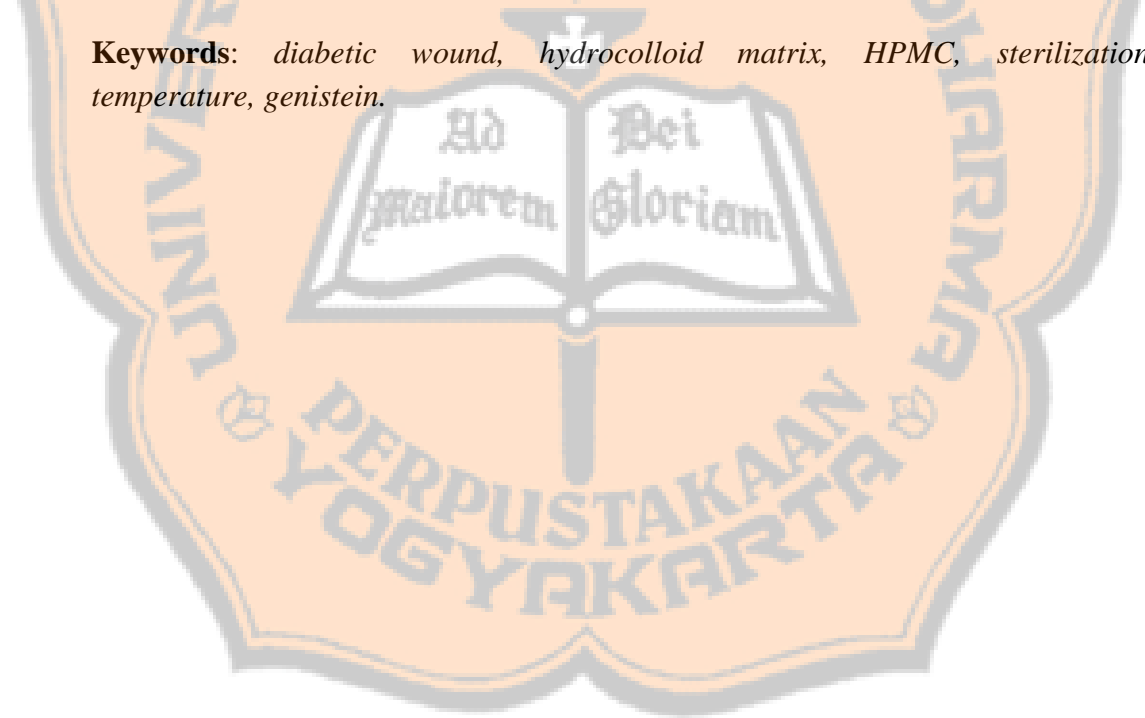 Keywords: diabetic wound, hydrocolloid matrix, HPMC, sterilization
temperature, genistein.
Ad Dei
Maiorem Gloriam
PERPUSTAKAAN
YOGYAKARTA